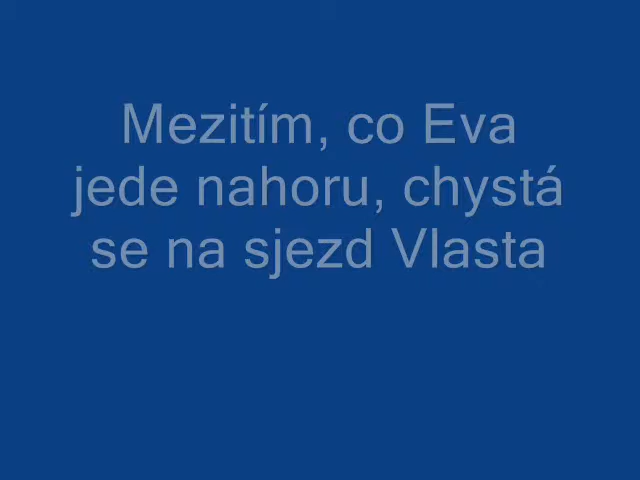 Mezitím, co Eva
jede nahoru, chystá
se na sjezd Vlasta